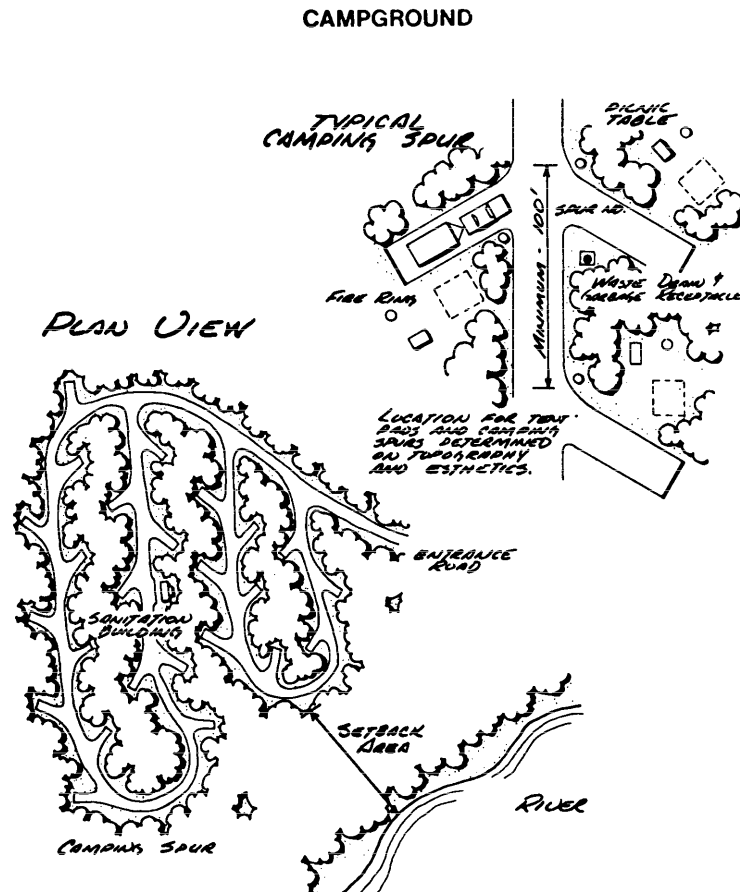 CAMPGROUND
TYPICAL
CAMPING SPUR
PICNIC
TABLE
SPUR NO.
MINIMUM - 100'
FIRE RING
WASTE DRAIN &
GARBAGE RECEPTACLE
PLAN VIEW
LOCATION FOR TENT
PADS AND CAMPING
SPURS DETERMINED
ON TOPOGRAPHY
AND ESTHETICS.
ENTRANCE
ROAD
SANITATION
BUILDING
SETBACK
AREA
RIVER
CAMPING SPUR